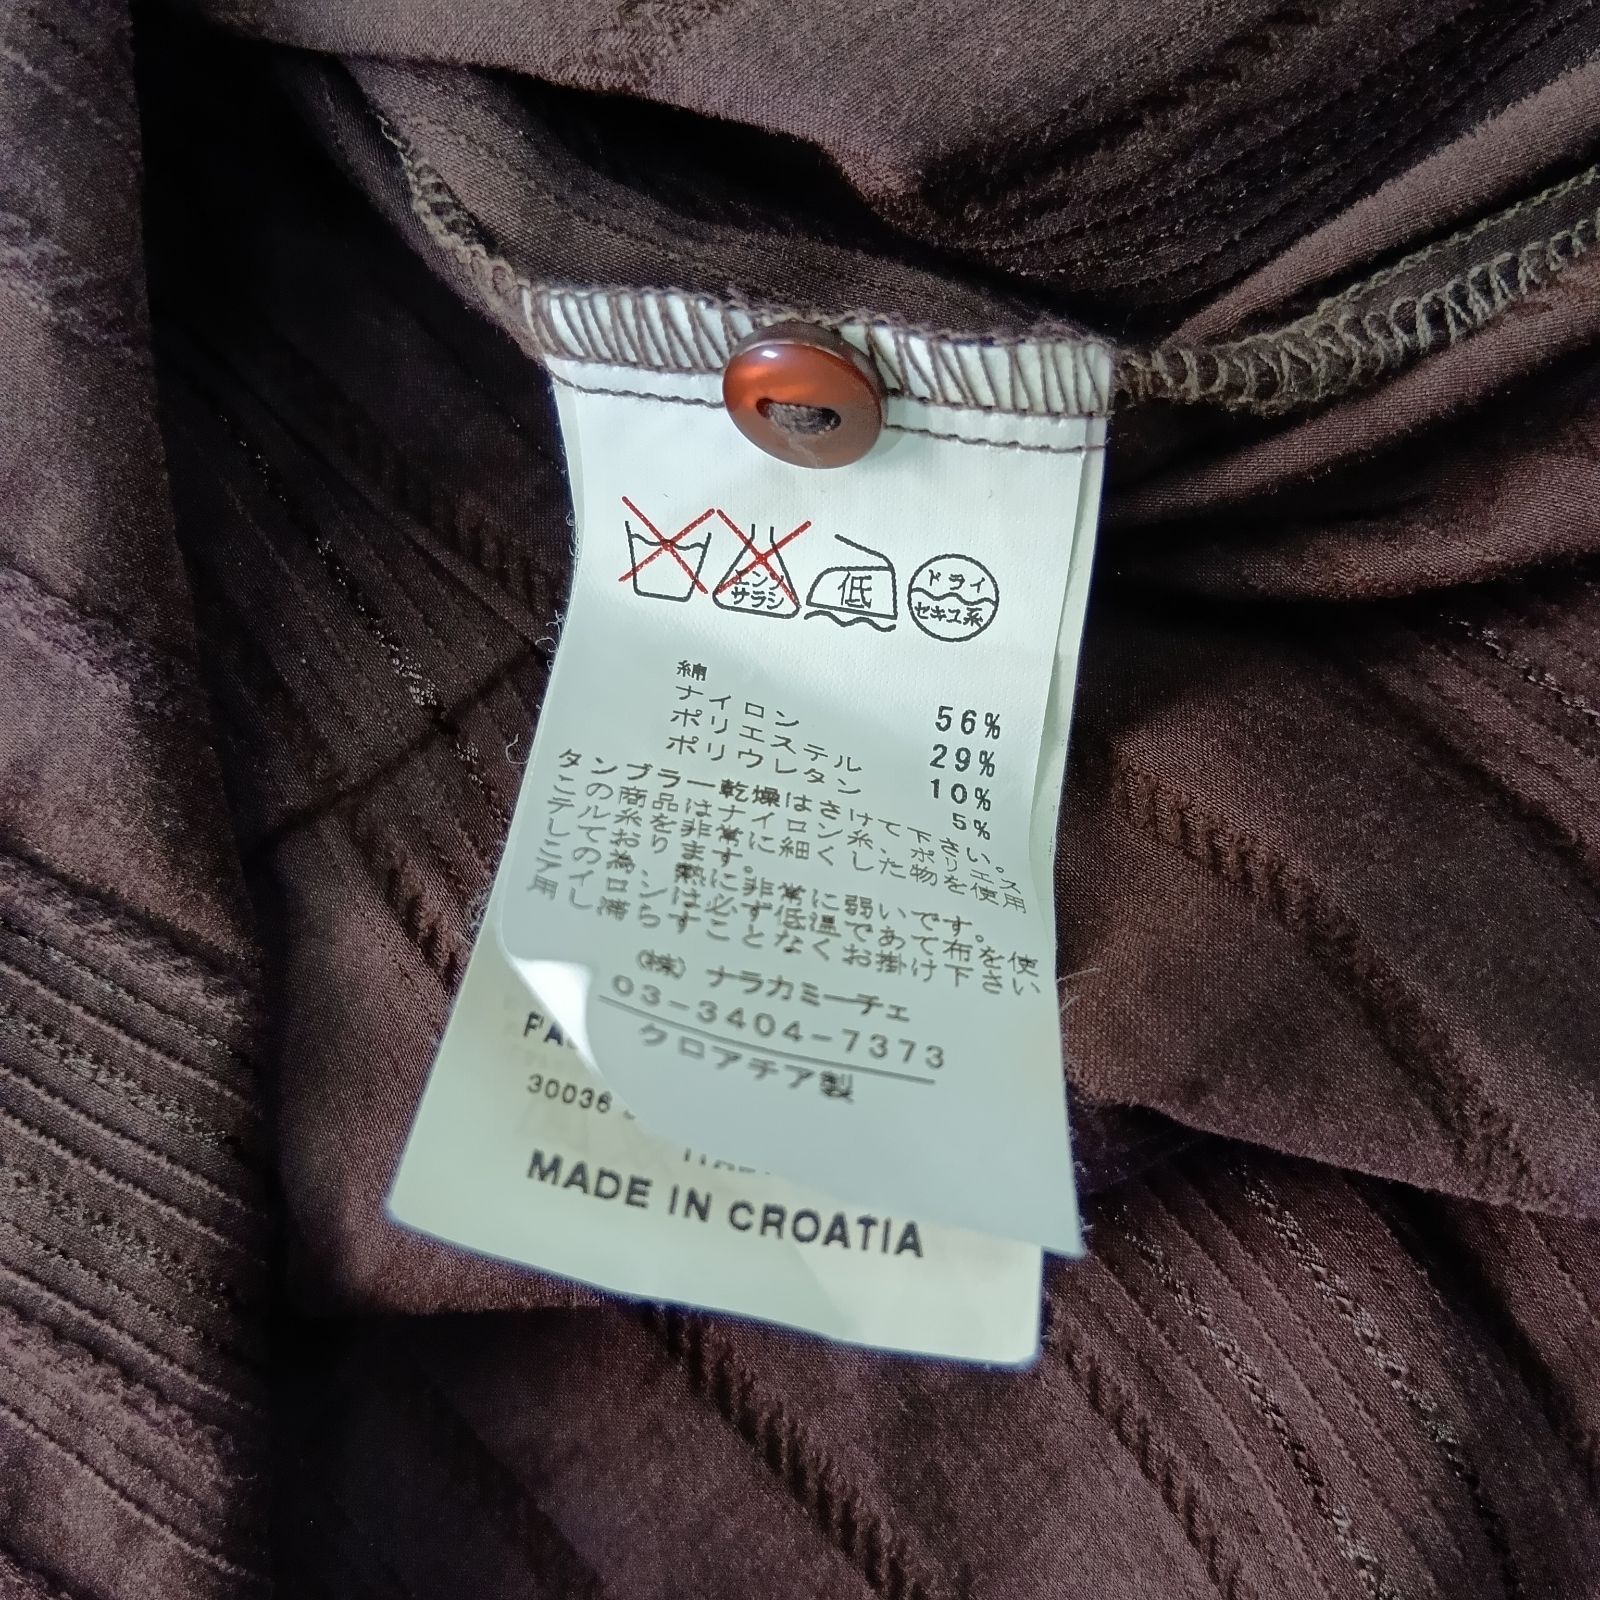 エンソ
サラシ
低
ドライ
セキユ系
綿 56%
ナイロン 29%
ポリエステル 10%
ポリウレタン 5%
タンブラー乾燥はさけて下さい。
この商品はナイロン糸、ポリエス
テル糸を非常に細くした物を使用
しております。
この為、熱に非常に弱いです。
アイロンは必ず低温であて布を使
用し滞らすことなくお掛け下さい
(株) ナラカミーチェ
03-3404-7373
クロアチア製
30036
MADE IN CROATIA